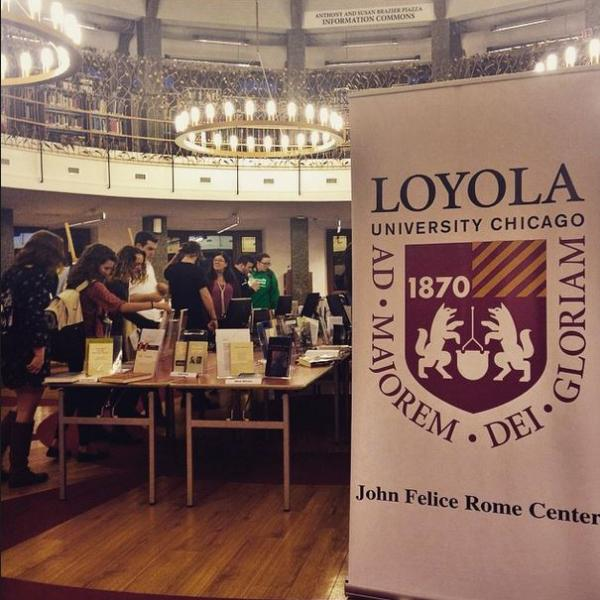 ANTHONY AND SUSAN BRAZIER PIAZZA
INFORMATION COMMONS
LOYOLA
UNIVERSITY CHICAGO
1870
AD • MAJOREM • DEI • GLORIAM
John Felice Rome Center